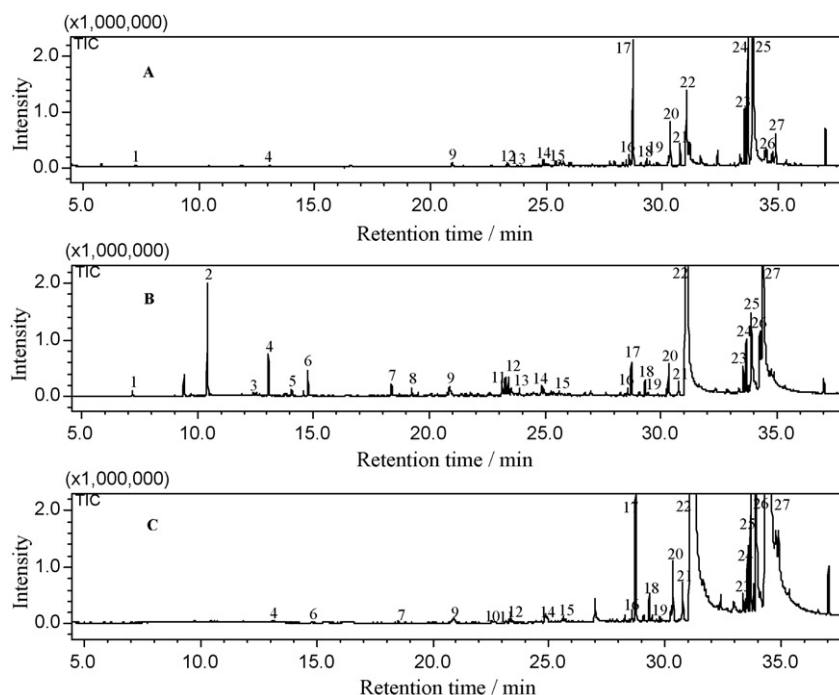 (x1,000,000)
TIC
A
2.0
1.0
0.0
Intensity
1 4 9 12 13 14 15 16 17 18 19 20 21 22 23 24 25 26 27
5.0 10.0 15.0 20.0 25.0 30.0 35.0
Retention time / min
(x1,000,000)
TIC
B
2.0
1.0
0.0
Intensity
1 2 3 4 5 6 7 8 9 11 12 13 14 15 16 17 18 19 20 21 22 23 24 25 26 27
5.0 10.0 15.0 20.0 25.0 30.0 35.0
Retention time / min
(x1,000,000)
TIC
C
2.0
1.0
0.0
Intensity
4 6 7 9 10 11 12 14 15 16 17 18 19 20 21 22 23 24 25 26 27
5.0 10.0 15.0 20.0 25.0 30.0 35.0
Retention time / min